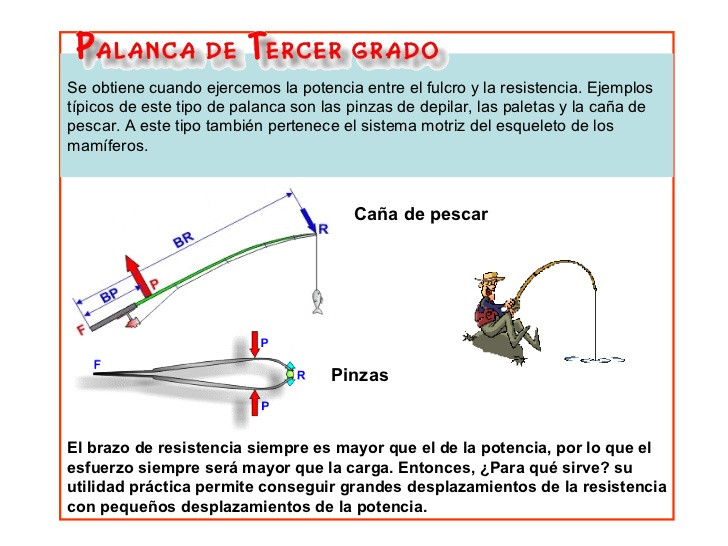 PALANCA DE TERCER GRADO
Se obtiene cuando ejercemos la potencia entre el fulcro y la resistencia. Ejemplos
típicos de este tipo de palanca son las pinzas de depilar, las paletas y la caña de
pescar. A este tipo también pertenece el sistema motriz del esqueleto de los
mamíferos.
Caña de pescar
R
BR
P
BP
F
P
F
R
Pinzas
P
El brazo de resistencia siempre es mayor que el de la potencia, por lo que el
esfuerzo siempre será mayor que la carga. Entonces, ¿Para qué sirve? su
utilidad práctica permite conseguir grandes desplazamientos de la resistencia
con pequeños desplazamientos de la potencia.